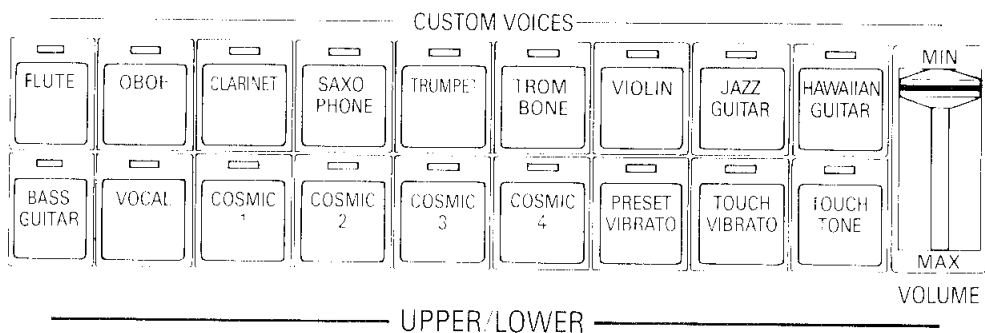 CUSTOM VOICES
FLUTE
OBOE
CLARINET
SAXO
PHONE
TRUMPET
TROM
BONE
VIOLIN
JAZZ
GUITAR
HAWAIIAN
GUITAR
MIN
BASS
GUITAR
VOCAL
COSMIC
1
COSMIC
2
COSMIC
3
COSMIC
4
PRESET
VIBRATO
TOUCH
VIBRATO
TOUCH
TONE
MAX
VOLUME
UPPER/LOWER